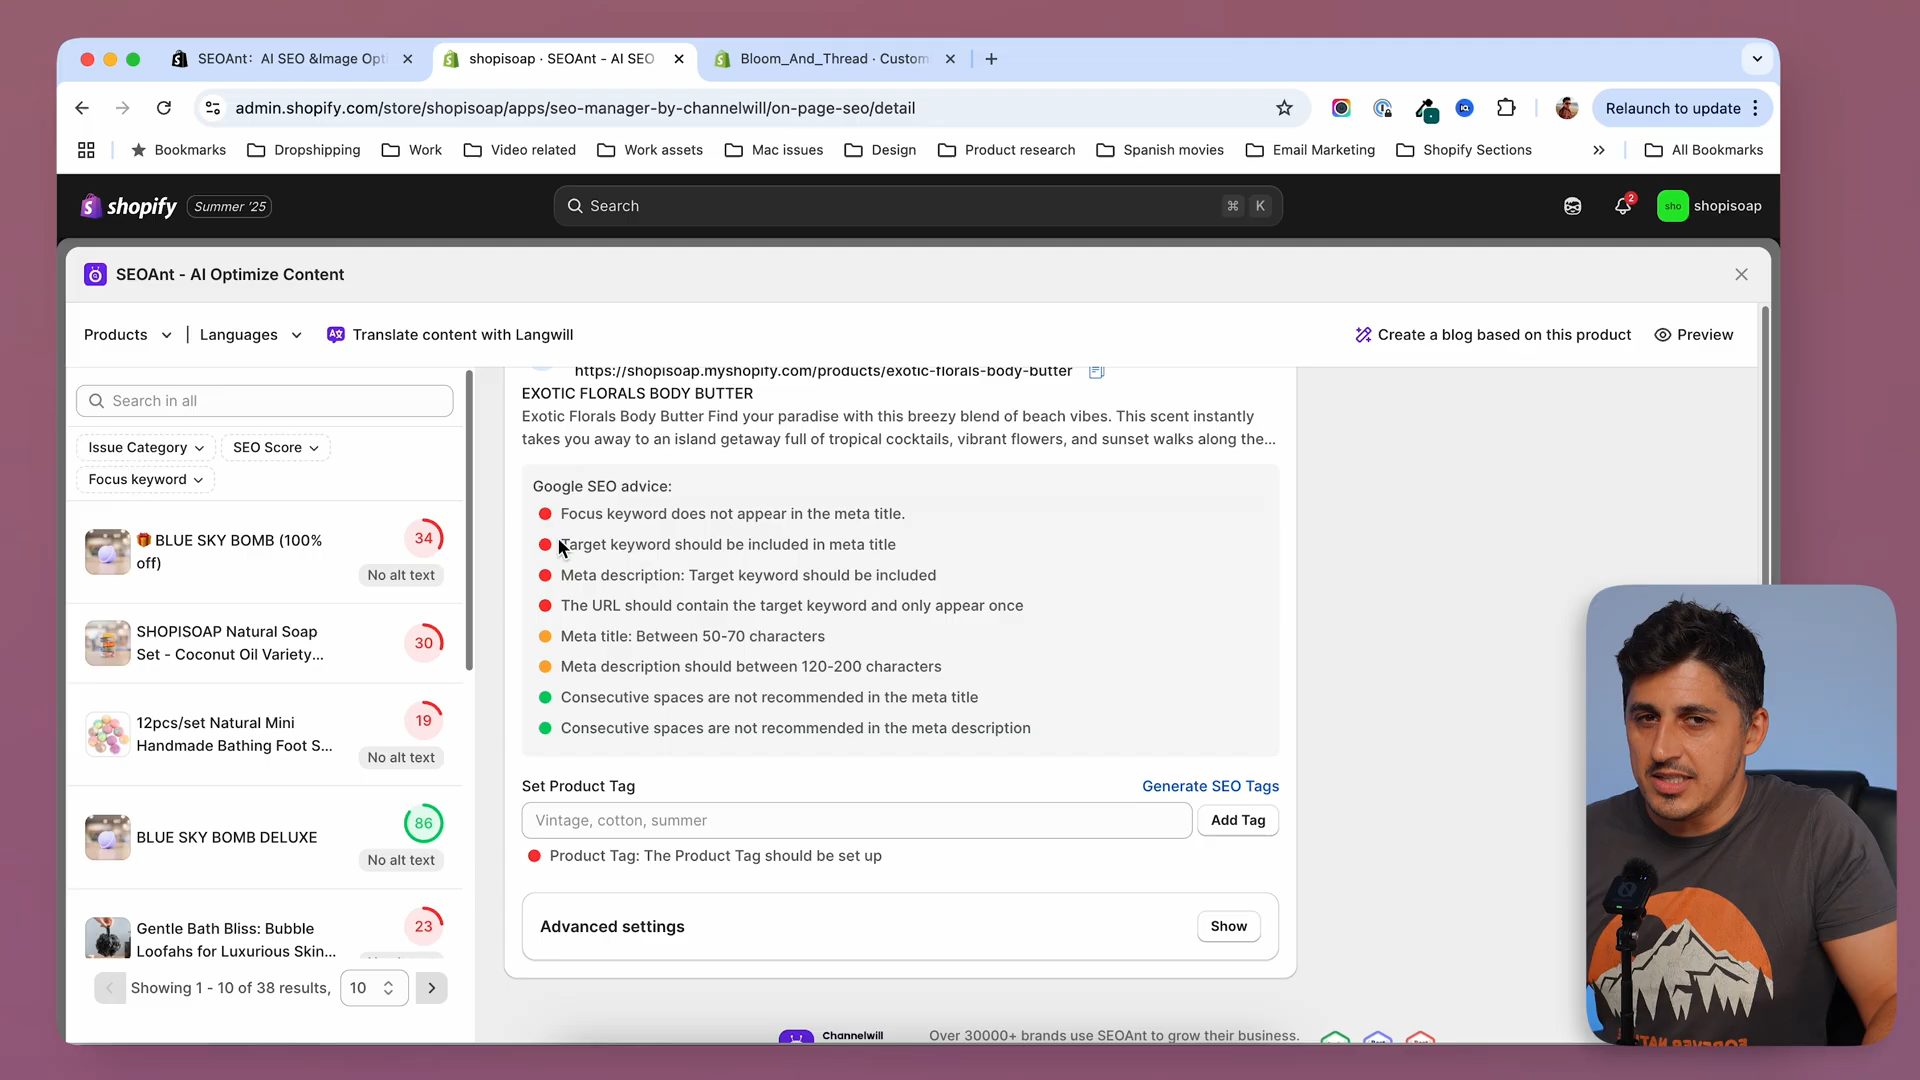 SEOAnt: AI SEO &Image Opti
shopisoap · SEOAnt - AI SEO
Bloom_And_Thread · Custom
admin.shopify.com/store/shopisoap/apps/seo-manager-by-channelwill/on-page-seo/detail
Relaunch to update
Bookmarks
Dropshipping
Work
Video related
Work assets
Mac issues
Design
Product research
Spanish movies
Email Marketing
Shopify Sections
All Bookmarks
shopify
Summer '25
Search
⌘ K
2
sho
shopisoap
SEOAnt - AI Optimize Content
Products
Languages
Translate content with Langwill
Create a blog based on this product
Preview
Search in all
Issue Category
SEO Score
Focus keyword
BLUE SKY BOMB (100%
off)
34
No alt text
SHOPISOAP Natural Soap
Set - Coconut Oil Variety...
30
12pcs/set Natural Mini
Handmade Bathing Foot S...
19
No alt text
BLUE SKY BOMB DELUXE
86
No alt text
Gentle Bath Bliss: Bubble
Loofahs for Luxurious Skin...
23
Showing 1 - 10 of 38 results,
10
https://shopisoap.myshopify.com/products/exotic-florals-body-butter
EXOTIC FLORALS BODY BUTTER
Exotic Florals Body Butter Find your paradise with this breezy blend of beach vibes. This scent instantly
takes you away to an island getaway full of tropical cocktails, vibrant flowers, and sunset walks along the...
Google SEO advice:
Focus keyword does not appear in the meta title.
Target keyword should be included in meta title
Meta description: Target keyword should be included
The URL should contain the target keyword and only appear once
Meta title: Between 50-70 characters
Meta description should between 120-200 characters
Consecutive spaces are not recommended in the meta title
Consecutive spaces are not recommended in the meta description
Set Product Tag
Generate SEO Tags
Vintage, cotton, summer
Add Tag
Product Tag: The Product Tag should be set up
Advanced settings
Show
Channelwill
Over 30000+ brands use SEOAnt to grow their business.